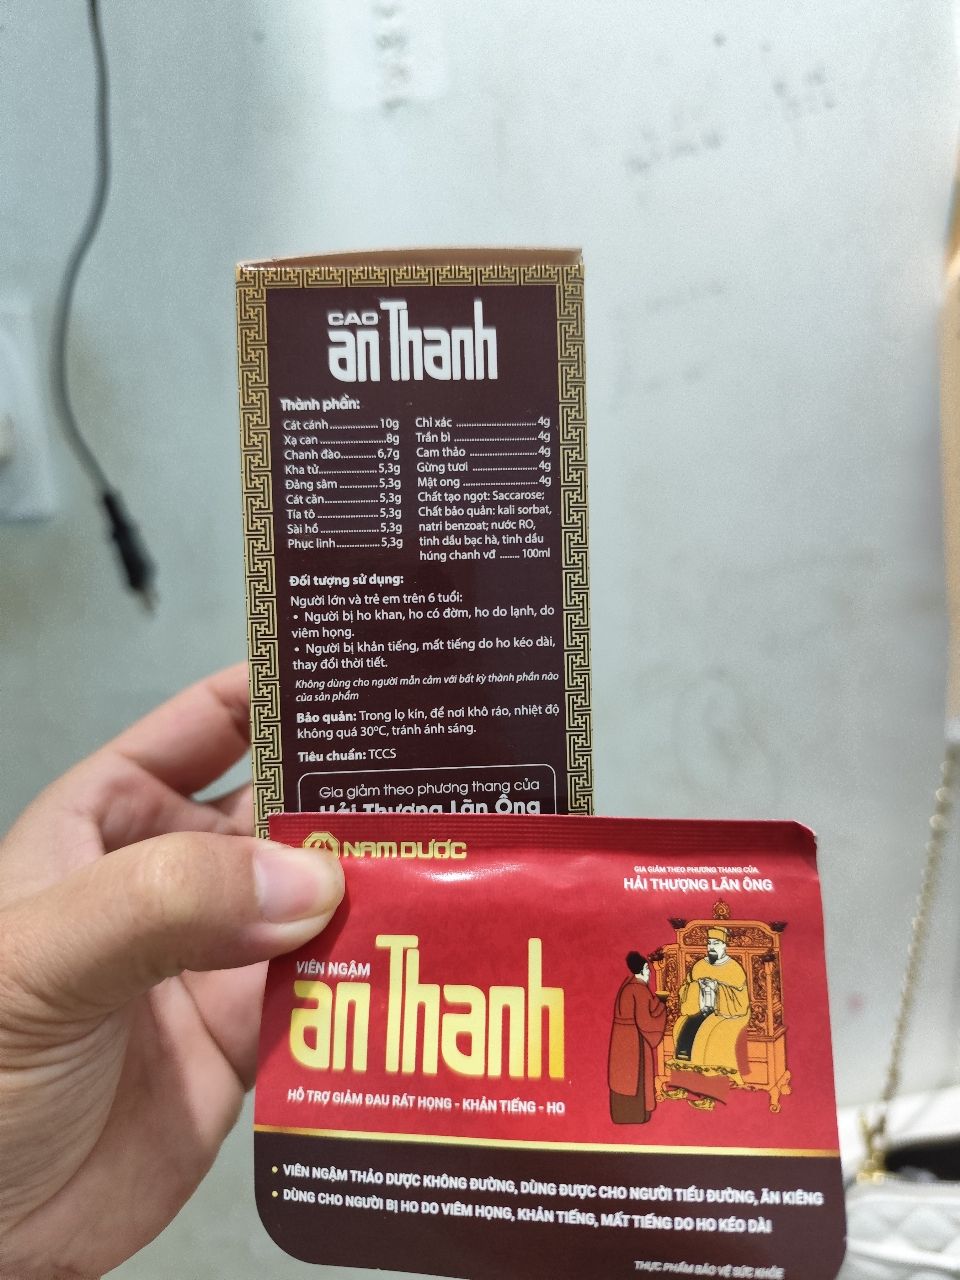 CAO
an Thanh
Thành phần:
Cát cánh.................10g
Xạ can.......................8g
Chanh đào............6,7g
Kha tử.....................5,3g
Đảng sâm...............5,3g
Cát căn....................5,3g
Tía tô......................5,3g
Sài hồ.....................5,3g
Phục linh................5,3g
Chỉ xác ............................4g
Trần bì ............................4g
Cam thảo .......................4g
Gừng tươi ......................4g
Mật ong ..........................4g
Chất tạo ngọt: Saccarose;
Chất bảo quản: kali sorbat,
natri benzoat; nước RO,
tinh dầu bạc hà, tinh dầu
húng chanh vđ ....... 100ml
Đối tượng sử dụng:
Người lớn và trẻ em trên 6 tuổi:
• Người bị ho khan, ho có đờm, ho do lạnh, do
viêm họng.
• Người bị khản tiếng, mất tiếng do ho kéo dài,
thay đổi thời tiết.
Không dùng cho người mẫn cảm với bất kỳ thành phần nào
của sản phẩm
Bảo quản: Trong lọ kín, để nơi khô ráo, nhiệt độ
không quá 30°C, tránh ánh sáng.
Tiêu chuẩn: TCCS
Gia giảm theo phương thang của
Hải Thượng Lãn Ông
NAM DƯỢC
GIA GIẢM THEO PHƯƠNG THANG CỦA
HẢI THƯỢNG LÃN ÔNG
VIÊN NGẬM
an Thanh
HỖ TRỢ GIẢM ĐAU RÁT HỌNG - KHẢN TIẾNG - HO
• VIÊN NGẬM THẢO DƯỢC KHÔNG ĐƯỜNG, DÙNG ĐƯỢC CHO NGƯỜI TIỂU ĐƯỜNG, ĂN KIÊNG
• DÙNG CHO NGƯỜI BỊ HO DO VIÊM HỌNG, KHẢN TIẾNG, MẤT TIẾNG DO HO KÉO DÀI
THỰC PHẨM BẢO VỆ SỨC KHỎE